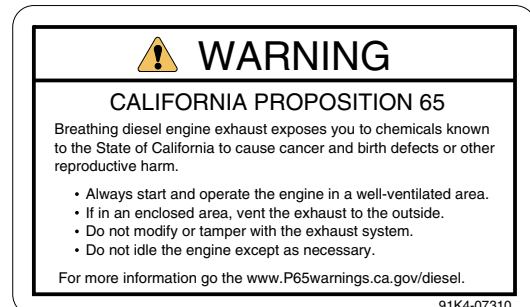 WARNING
CALIFORNIA PROPOSITION 65
Breathing diesel engine exhaust exposes you to chemicals known
to the State of California to cause cancer and birth defects or other
reproductive harm.
• Always start and operate the engine in a well-ventilated area.
• If in an enclosed area, vent the exhaust to the outside.
• Do not modify or tamper with the exhaust system.
• Do not idle the engine except as necessary.
For more information go the www.P65warnings.ca.gov/diesel.
91K4-07310